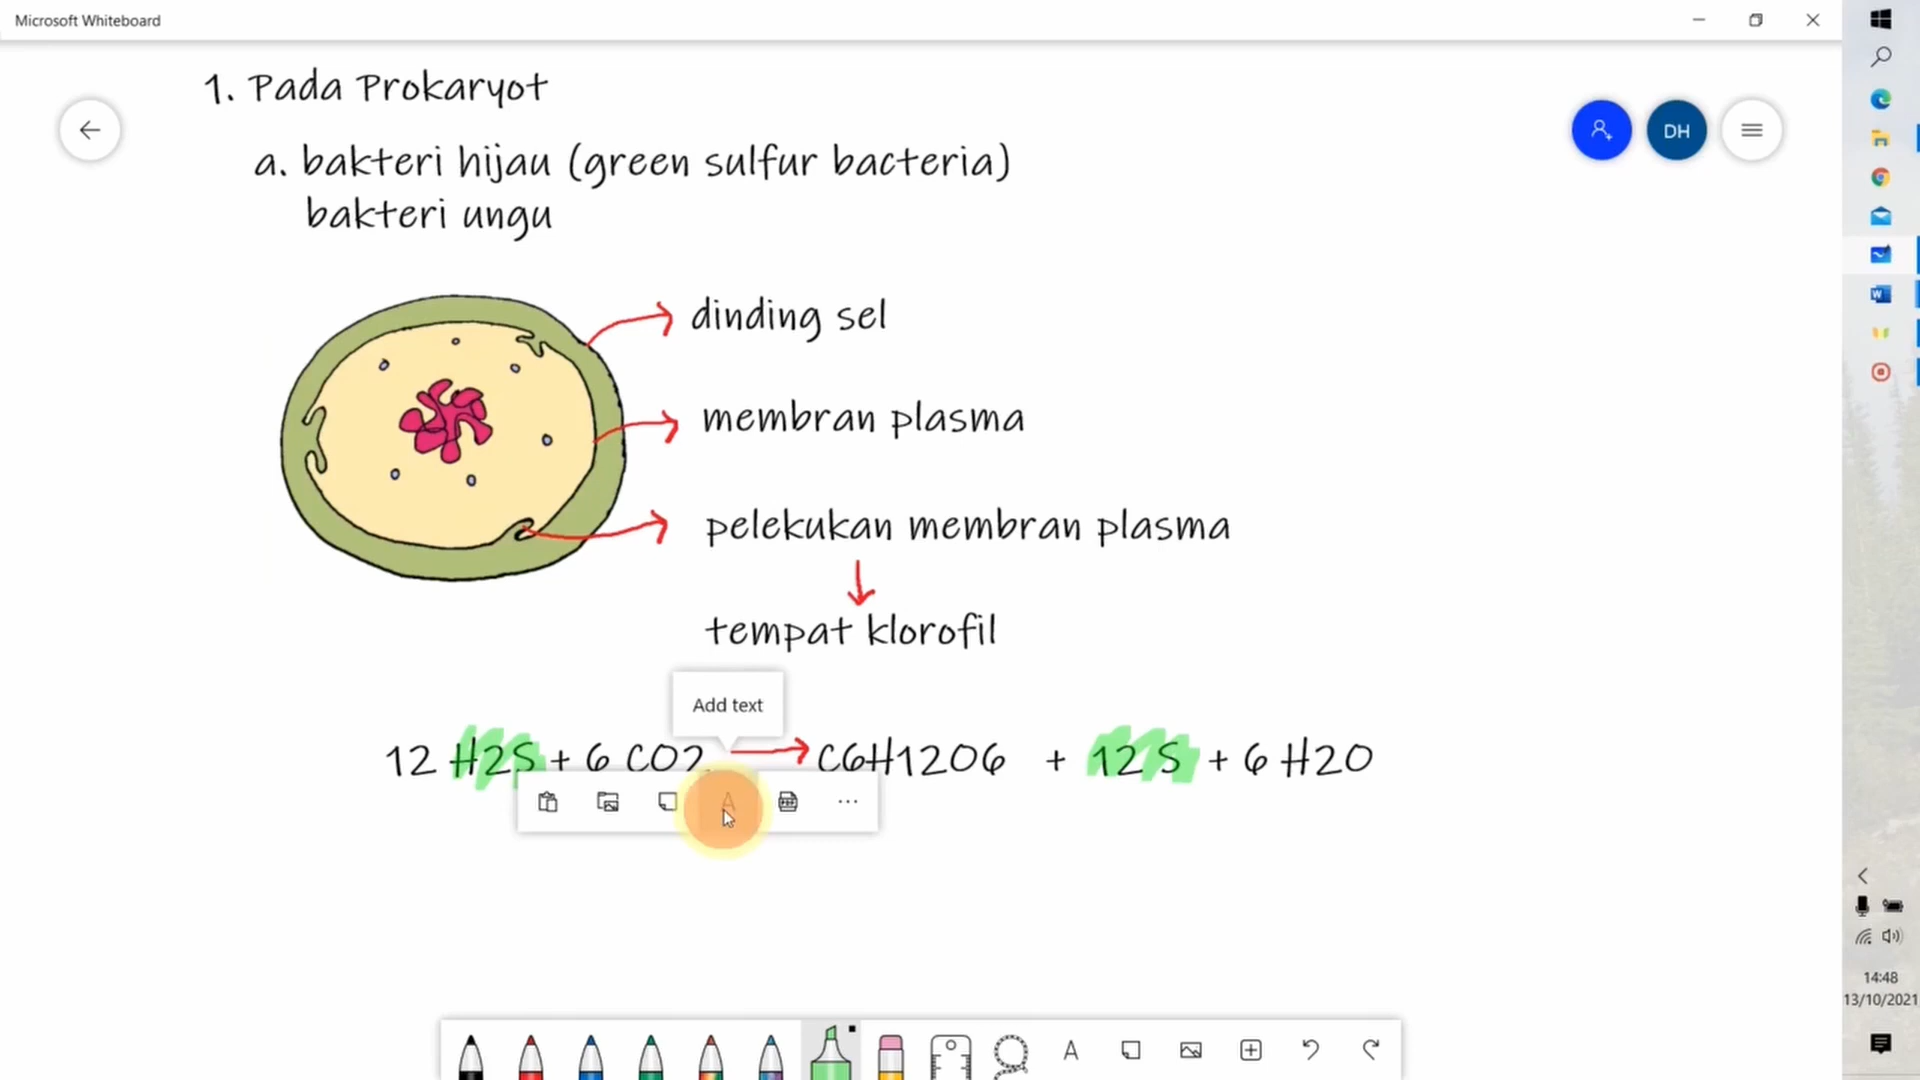 Microsoft Whiteboard
1. Pada Prokaryot
DH
a. bakteri hijau (green sulfur bacteria)
bakteri ungu
dinding sel
membran plasma
pelekukan membran plasma
tempat klorofil
Add text
12 H2S + 6 CO2 C6H12O6 + 12 S + 6 H2O
A
PDF
A
14:48
13/10/2021